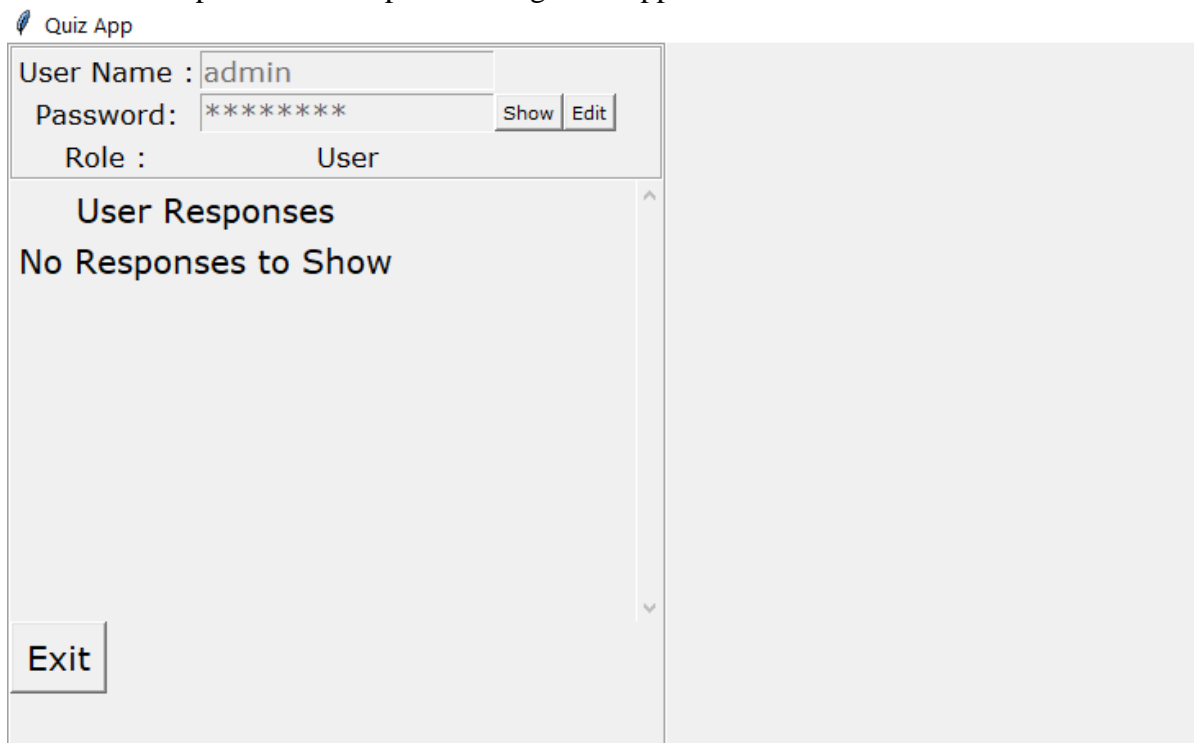 Quiz App
User Name : admin
Password: ******** Show Edit
Role : User
User Responses
No Responses to Show
Exit